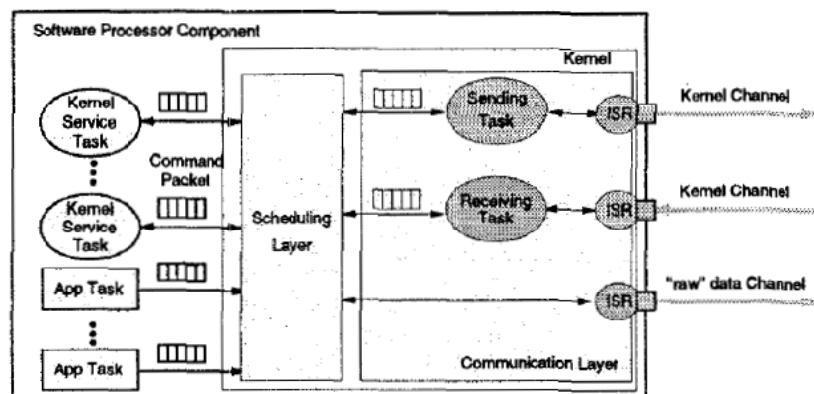 Software Processor Component
Kernel
Kernel
Service
Task
Command
Packet
Kernel
Service
Task
App Task
App Task
Scheduling
Layer
Sending
Task
Receiving
Task
ISR
ISR
ISR
Kernel Channel
Kernel Channel
"raw" data Channel
Communication Layer